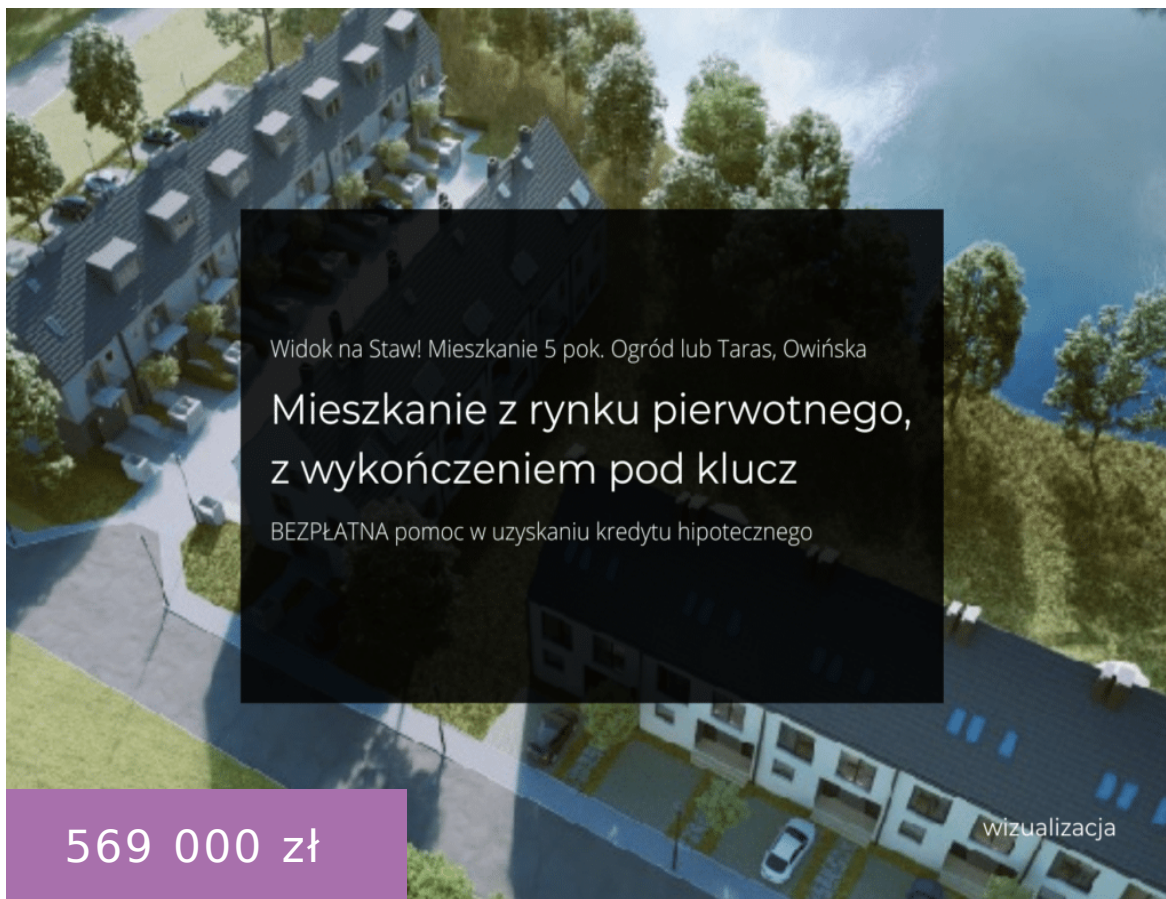 Widok na Staw! Mieszkanie 5 pok. Ogród lub Taras, Owińska
Mieszkanie z rynku pierwotnego,
z wykończeniem pod klucz
BEZPŁATNA pomoc w uzyskaniu kredytu hipotecznego
wizualizacja
569 000 zł